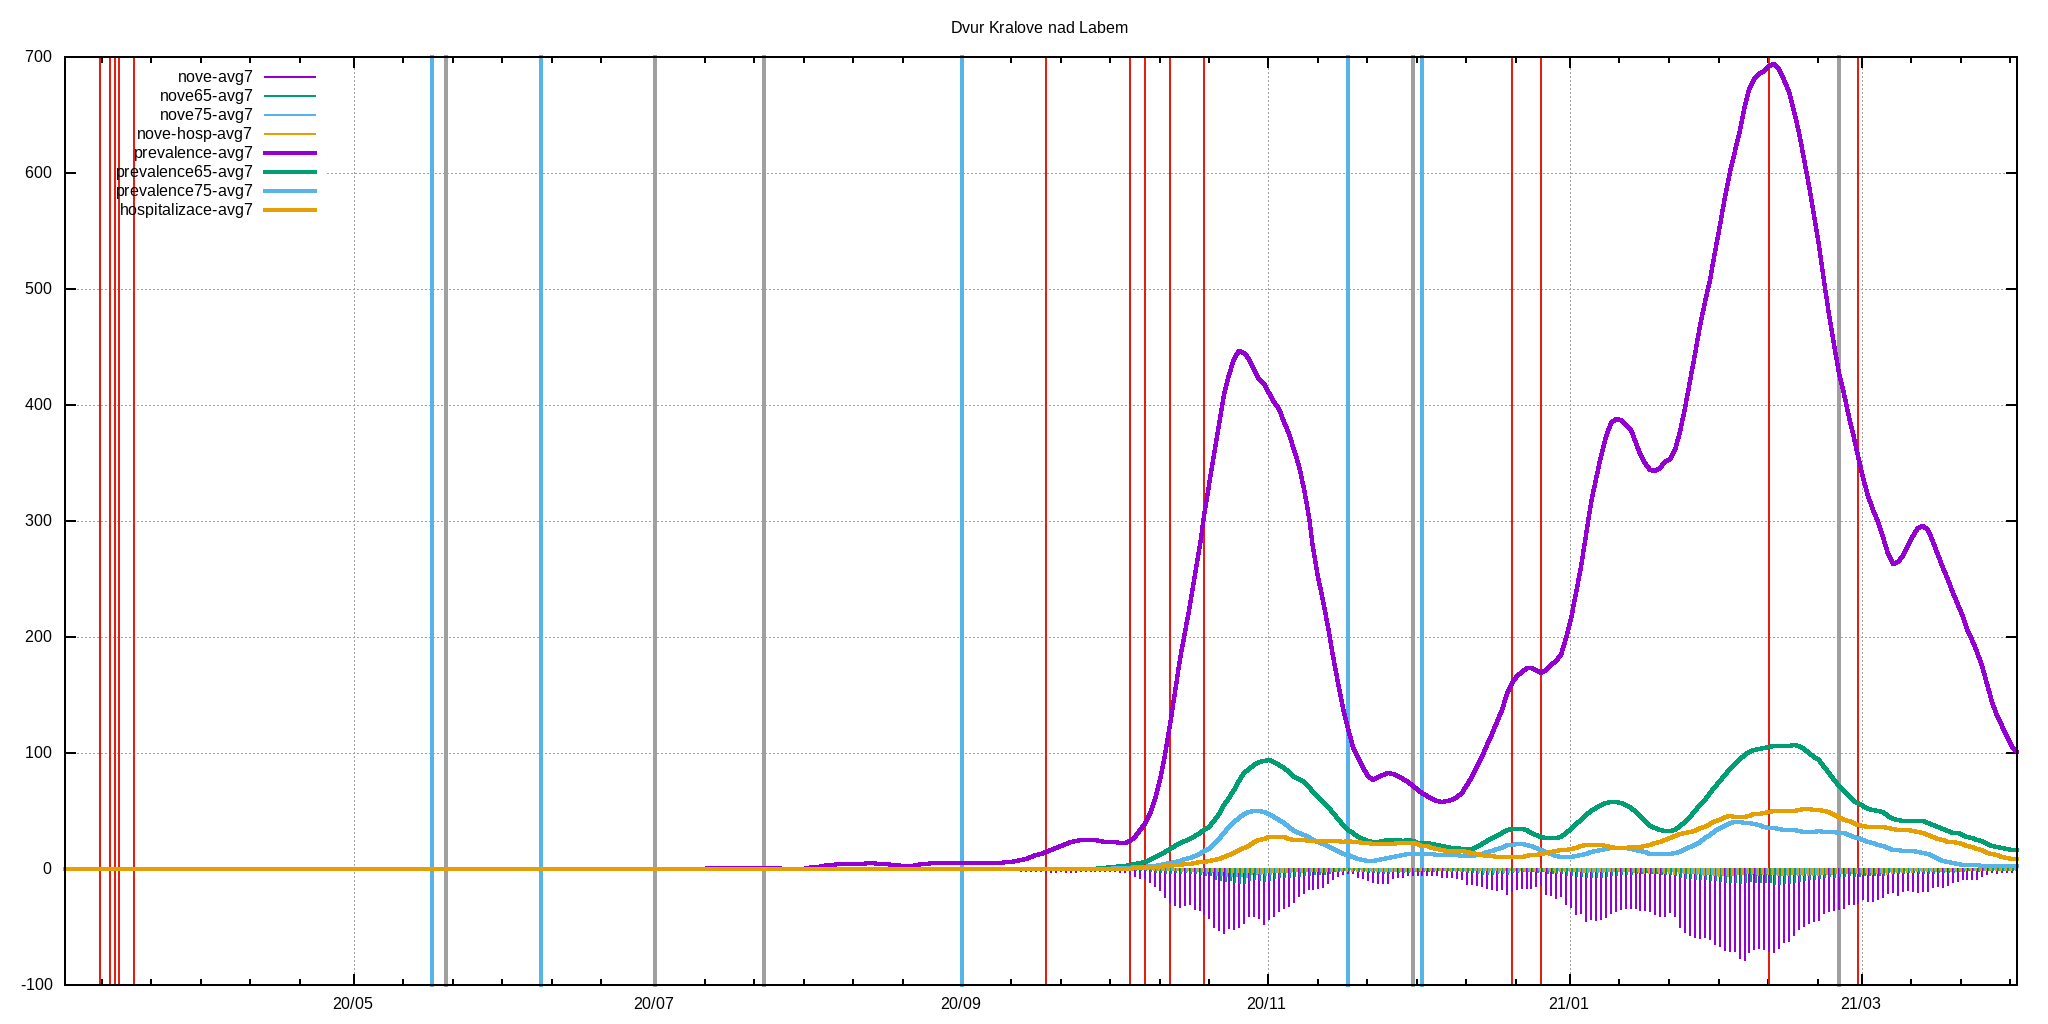 Dvur Kralove nad Labem
700
600
500
400
300
200
100
0
-100
nove-avg7
nove65-avg7
nove75-avg7
nove-hosp-avg7
prevalence-avg7
prevalence65-avg7
prevalence75-avg7
hospitalizace-avg7
20/05
20/07
20/09
20/11
21/01
21/03